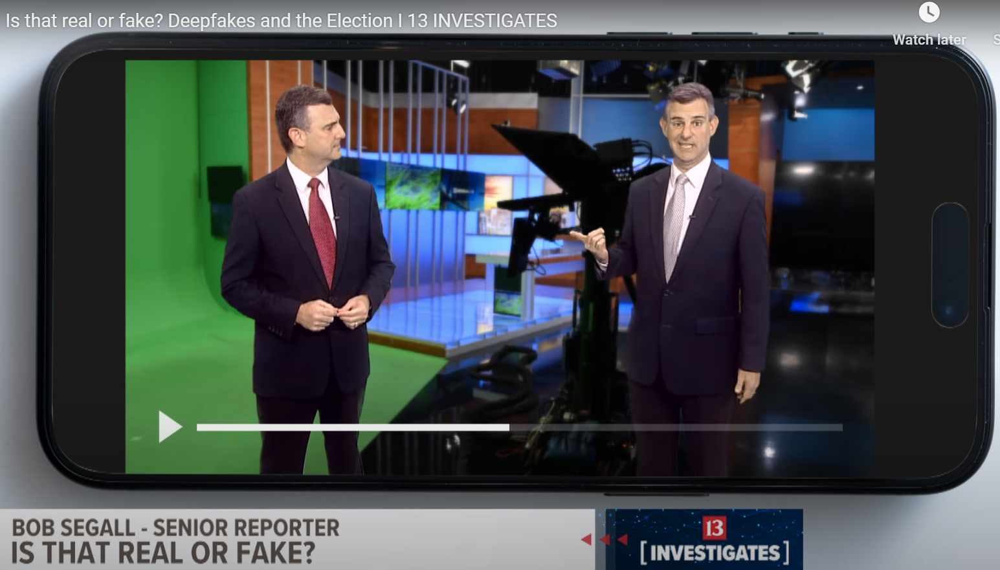 Is that real or fake? Deepfakes and the Election I 13 INVESTIGATES
Watch later
S
BOB SEGALL - SENIOR REPORTER
IS THAT REAL OR FAKE?
13
[INVESTIGATES]